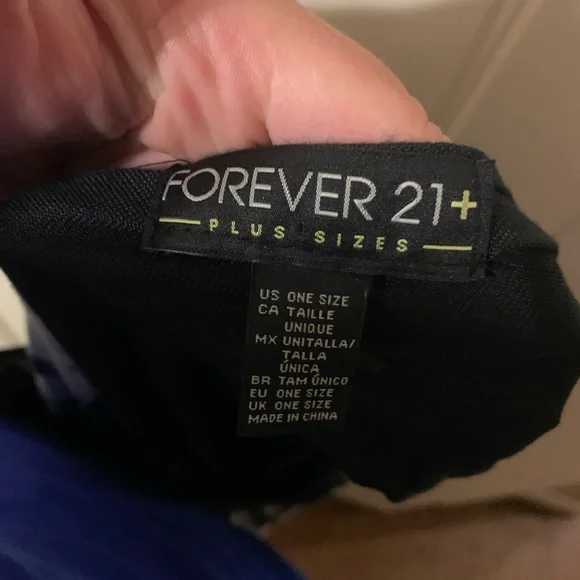 FOREVER 21+
PLUS SIZES
US ONE SIZE
CA TAILLE
UNIQUE
MX UNITALLA/
TALLA
ÚNICA
BR TAM ÚNICO
EU ONE SIZE
UK ONE SIZE
MADE IN CHINA